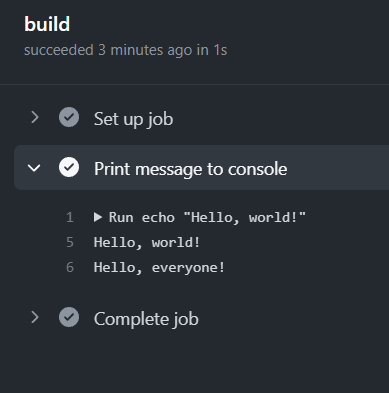 build
succeeded 3 minutes ago in 1s
Set up job
Print message to console
1 Run echo "Hello, world!"
5 Hello, world!
6 Hello, everyone!
Complete job